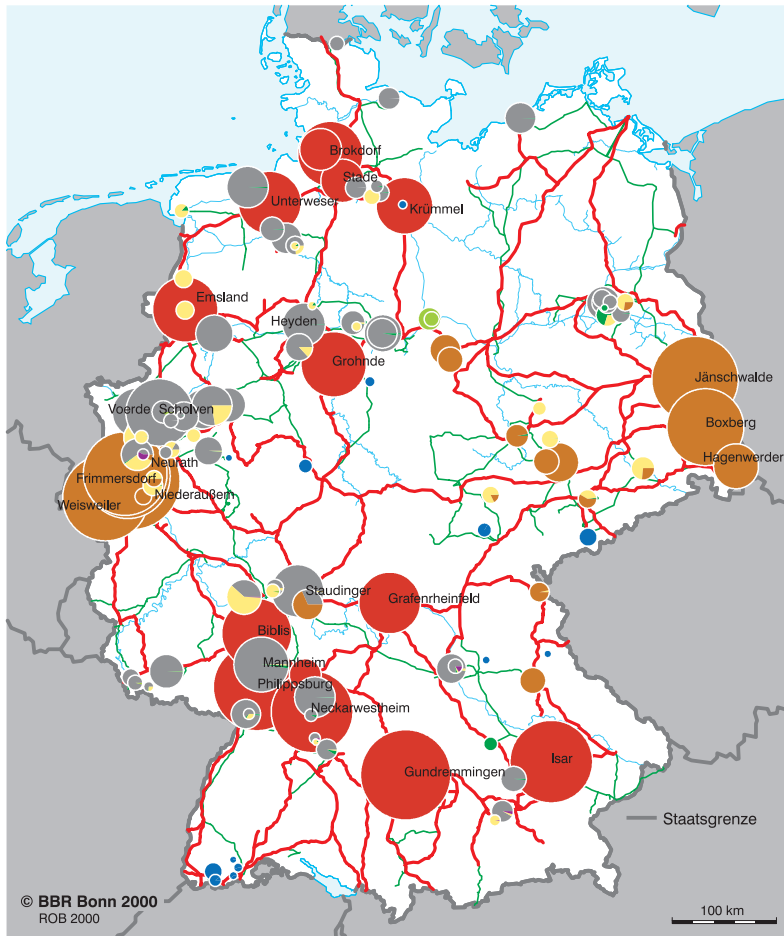 Brokdorf
Stade
Unterweser
Krümmel
Emsland
Heyden
Grohnde
Jänschwalde
Voerde
Scholven
Boxberg
Neurath
Hagenwerder
Frimmersdorf
Niederaußem
Weisweiler
Staudinger
Grafenrheinfeld
Biblis
Mannheim
Philippsburg
Neckarwestheim
Isar
Gundremmingen
Staatsgrenze
© BBR Bonn 2000
ROB 2000
100 km